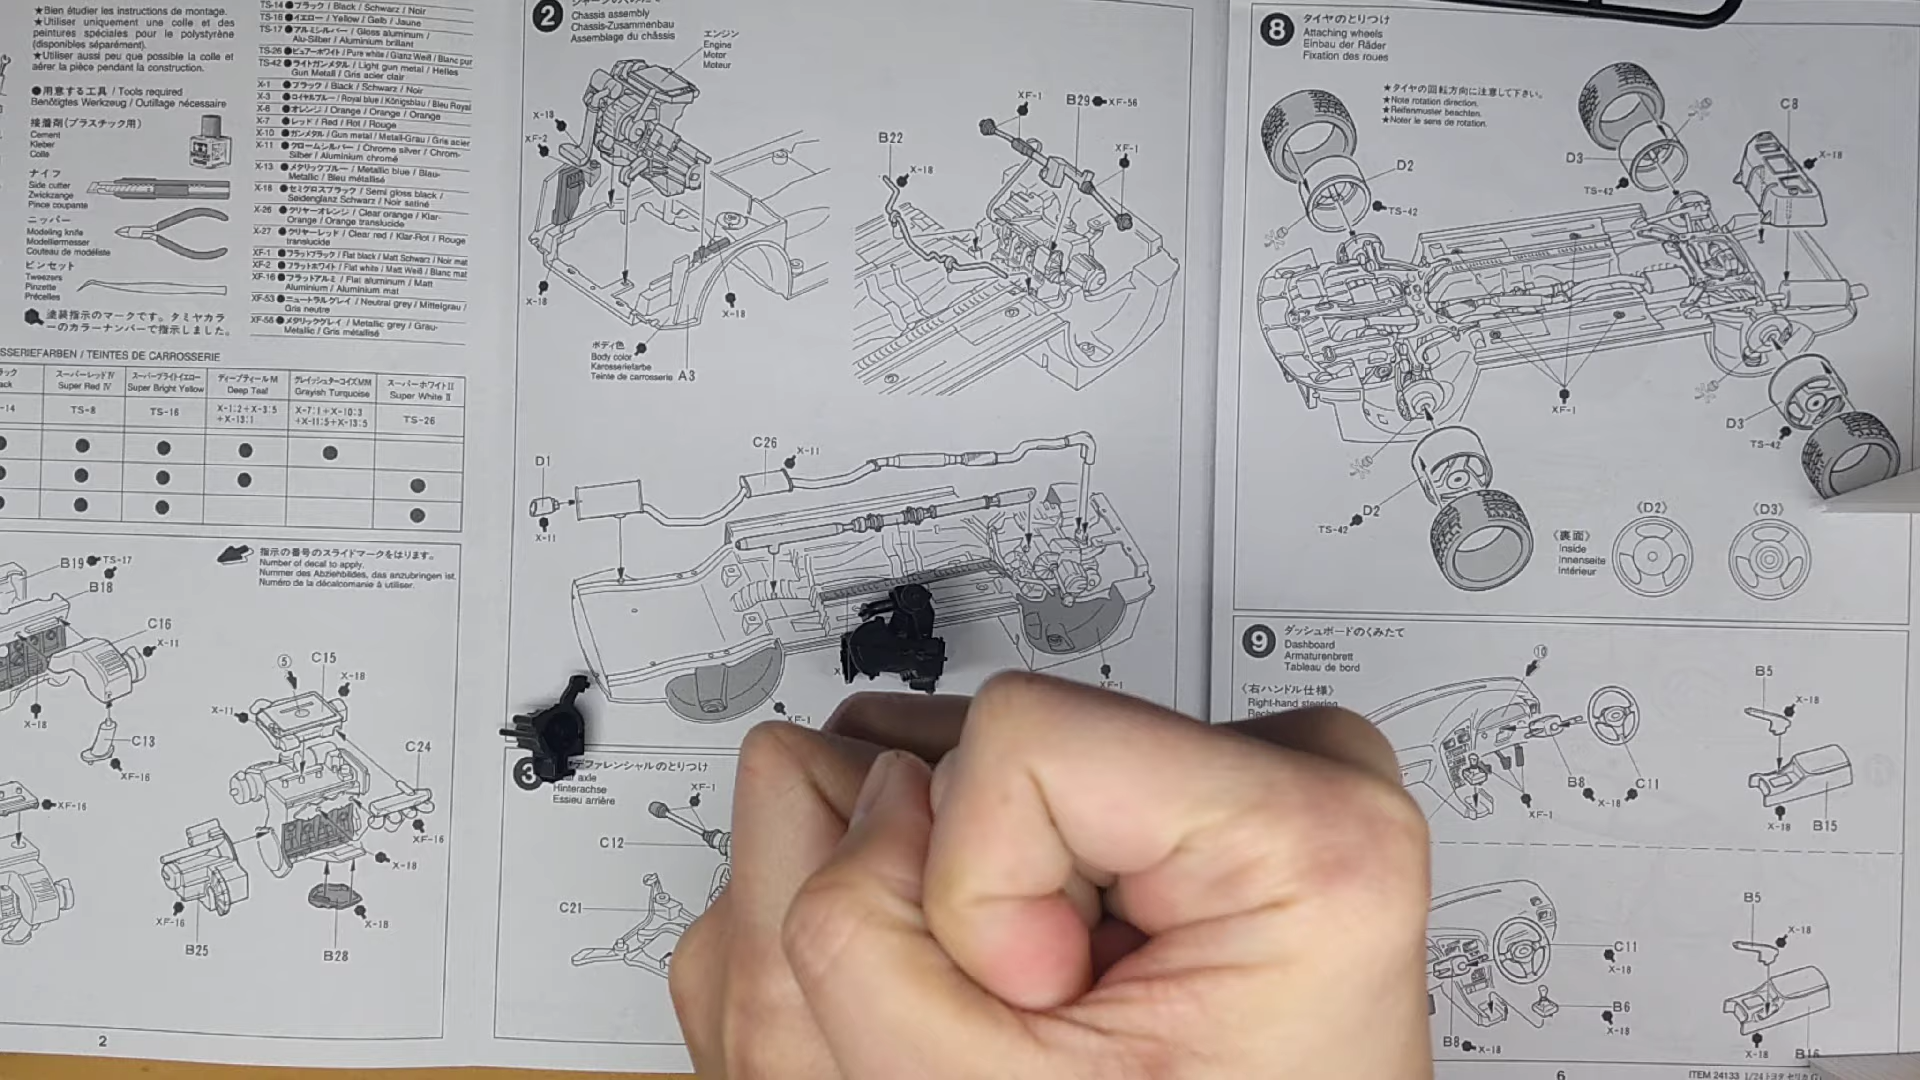 ★Bien étudier les instructions de montage.
★Utiliser uniquement une colle et des
peintures spéciales pour le polystyrène
(disponibles séparément).
★Utiliser aussi peu que possible la colle et
aérer la pièce pendant la construction.
●用意する工具 / Tools required
Benötigtes Werkzeug / Outillage nécessaire
接着剤(プラスチック用)
Cement
Kleber
Colle
ナイフ
Side cutter
Zwickzange
Pince coupante
ニッパー
Modeling knife
Modelliermesser
Couteau de modéliste
ピンセット
Tweezers
Pinzette
Précelles
塗装指示のマークです。タミヤカラ
ーのカラーナンバーで指示しました。
TS-14 ●ブラック / Black / Schwarz / Noir
TS-16 ●イエロー / Yellow / Gelb / Jaune
TS-17 ●アルミシルバー / Gloss aluminum /
Alu-Silber / Aluminium brillant
TS-26 ●ピュアーホワイト / Pure white / Glanz Weiß / Blanc pur
TS-42 ●ライトガンメタル / Light gun metal / Helles
Gun Metall / Gris acier clair
X-1 ●ブラック / Black / Schwarz / Noir
X-3 ●ロイヤルブルー / Royal blue / Königsblau / Bleu Royal
X-6 ●オレンジ / Orange / Orange / Orange
X-7 ●レッド / Red / Rot / Rouge
X-10 ●ガンメタル / Gun metal / Metall-Grau / Gris acier
X-11 ●クロームシルバー / Chrome silver / Chrom-
Silber / Aluminium chromé
X-13 ●メタリックブルー / Metallic blue / Blau-
Metallic / Bleu métallisé
X-18 ●セミグロスブラック / Semi gloss black /
Seidenglanz Schwarz / Noir satiné
X-26 ●クリヤーオレンジ / Clear orange / Klar-
Orange / Orange translucide
X-27 ●クリヤーレッド / Clear red / Klar-Rot / Rouge
translucide
XF-1 ●フラットブラック / Flat black / Matt Schwarz / Noir mat
XF-2 ●フラットホワイト / Flat white / Matt Weiß / Blanc mat
XF-16 ●フラットアルミ / Flat aluminum / Matt
Aluminium / Aluminium mat
XF-53 ●ニュートラルグレイ / Neutral grey / Mittelgrau /
Gris neutre
XF-56 ●メタリックグレイ / Metallic grey / Grau-
Metallic / Gris métallisé
SSERIEFARBEN / TEINTES DE CARROSSERIE
スーパーレッドⅣ
Super Red Ⅳ
スーパーブライトイエロー
Super Bright Yellow
ディープティールM
Deep Teal
グレイッシュターコイズMM
Grayish Turquoise
スーパーホワイトⅡ
Super White Ⅱ
-14
TS-8
TS-16
X-1:2+X-3:5
+X-13:1
X-7:1+X-10:3
+X-11:5+X-13:5
TS-26
指示の番号のスライドマークをはります。
Number of decal to apply.
Nummer des Abziehbildes, das anzubringen ist.
Numéro de la décalcomanie à utiliser.
B19
TS-17
B18
C16
X-11
X-18
C13
XF-16
XF-16
⑤
C15
X-18
X-11
C24
XF-16
X-18
XF-16
B25
X-18
B28
2
2
Chassis assembly
Chassis-Zusammenbau
Assemblage du châssis
エンジン
Engine
Motor
Moteur
X-18
XF-2
X-18
X-18
ボディ色
Body color
Karosseriefarbe
Teinte de carrosserie
A3
B22
X-18
XF-1
B29
XF-56
XF-1
D1
X-11
C26
X-11
XF-1
XF-1
3
デファレンシャルのとりつけ
axle
Hinterachse
Essieu arrière
XF-1
C12
C21
8
タイヤのとりつけ
Attaching wheels
Einbau der Räder
Fixation des roues
★タイヤの回転方向に注意して下さい。
★Note rotation direction.
★Reifenmuster beachten.
★Noter le sens de rotation.
D2
TS-42
D3
TS-42
C8
X-18
XF-1
D3
TS-42
D2
TS-42
《裏面》
Inside
Innenseite
Intérieur
《D2》
《D3》
9
ダッシュボードのくみたて
Dashboard
Armaturenbrett
Tableau de bord
《右ハンドル仕様》
Right-hand steering
⑩
B8
X-18
C11
XF-1
B5
X-18
X-18
B15
C11
X-18
B6
X-18
B8
X-18
B5
X-18
X-18
B16
6
ITEM 24133